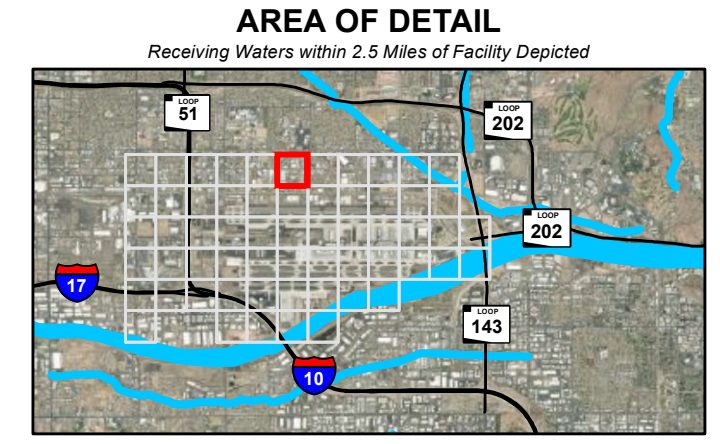 AREA OF DETAIL
Receiving Waters within 2.5 Miles of Facility Depicted
LOOP
51
LOOP
202
LOOP
202
17
LOOP
143
10